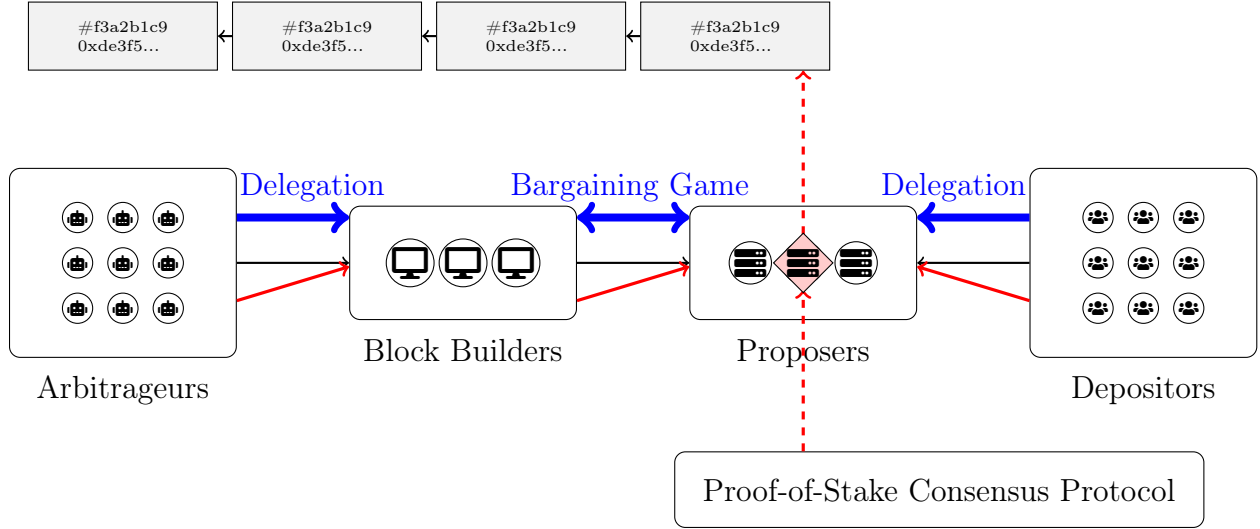 #f3a2b1c9
0xde3f5...
#f3a2b1c9
0xde3f5...
#f3a2b1c9
0xde3f5...
#f3a2b1c9
0xde3f5...
Delegation
Bargaining Game
Delegation
Arbitrageurs
Block Builders
Proposers
Depositors
Proof-of-Stake Consensus Protocol